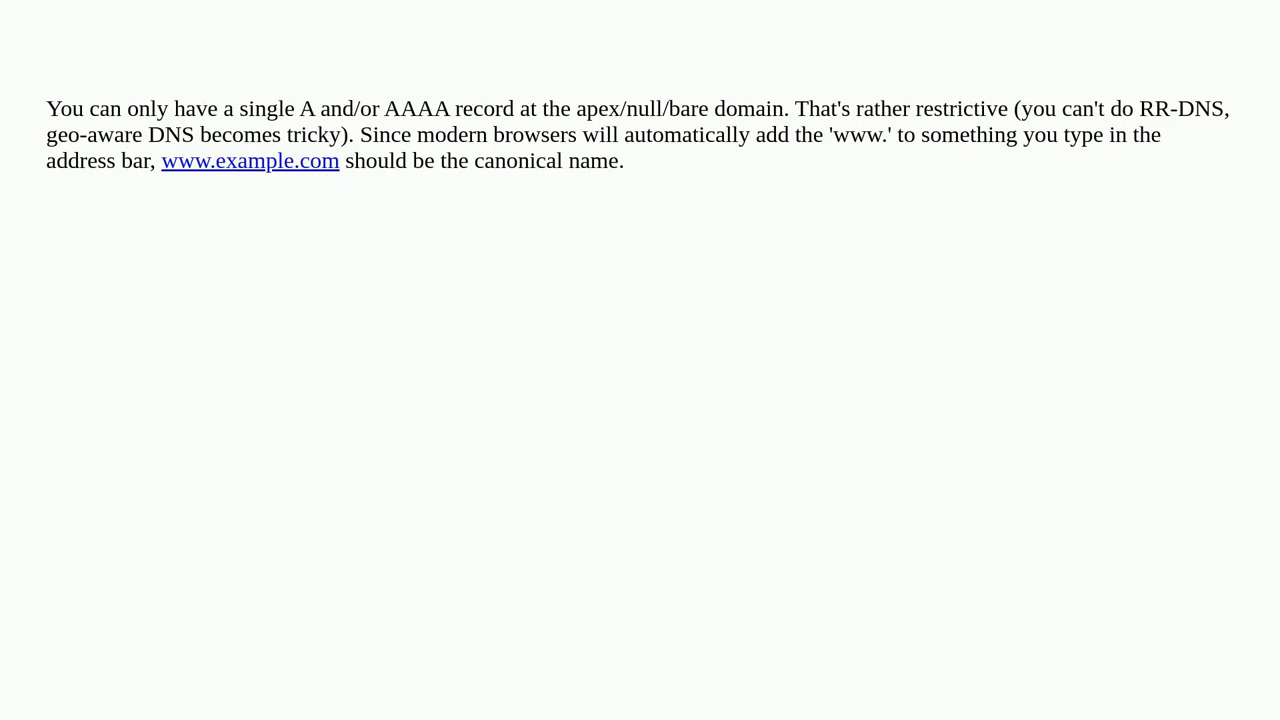 You can only have a single A and/or AAAA record at the apex/null/bare domain. That's rather restrictive (you can't do RR-DNS,
geo-aware DNS becomes tricky). Since modern browsers will automatically add the 'www.' to something you type in the
address bar, www.example.com should be the canonical name.